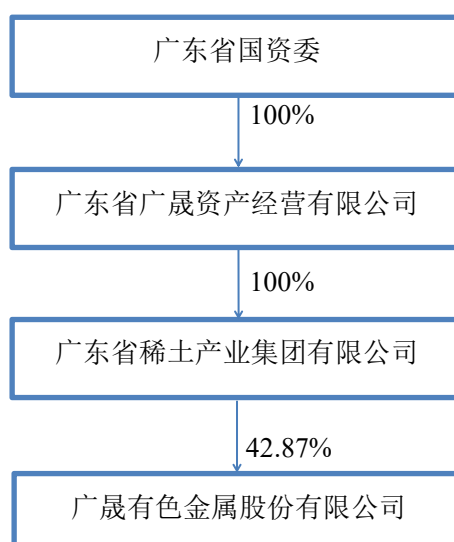 广东省国资委
100%
广东省广晟资产经营有限公司
100%
广东省稀土产业集团有限公司
42.87%
广晟有色金属股份有限公司